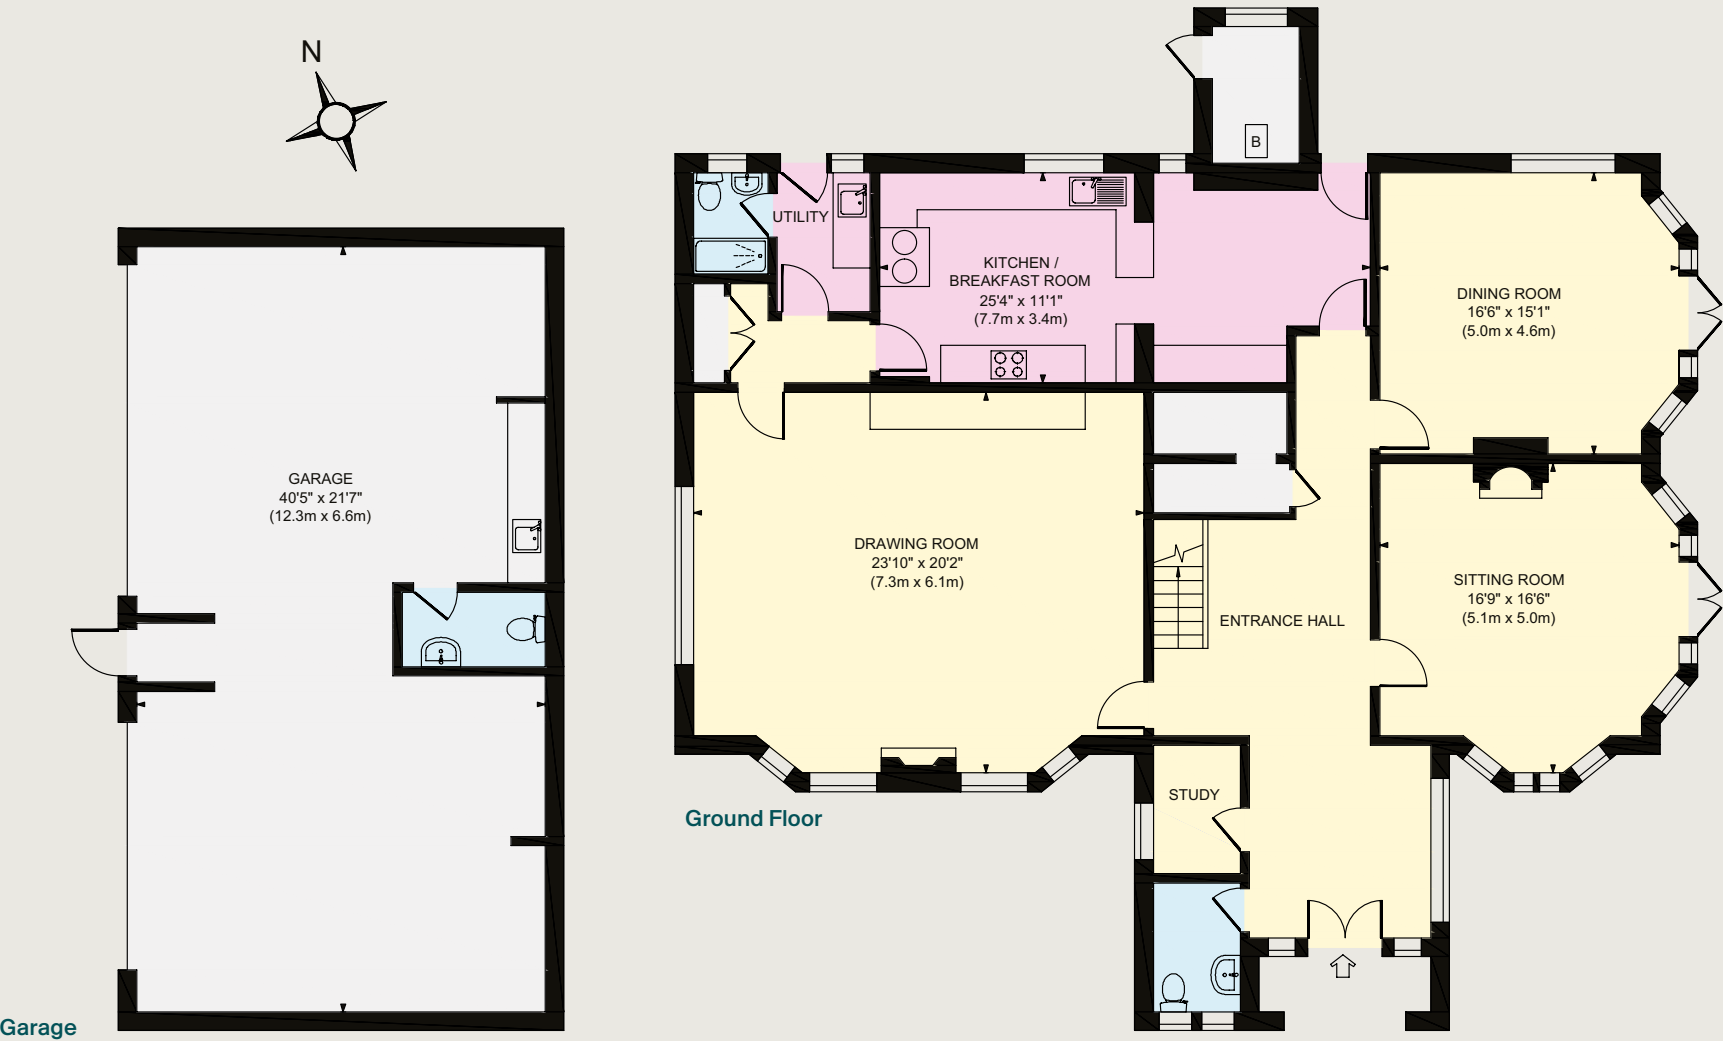 N
B
UTILITY
KITCHEN /
BREAKFAST ROOM
25'4" x 11'1"
(7.7m x 3.4m)
DINING ROOM
16'6" x 15'1"
(5.0m x 4.6m)
GARAGE
40'5" x 21'7"
(12.3m x 6.6m)
DRAWING ROOM
23'10" x 20'2"
(7.3m x 6.1m)
SITTING ROOM
16'9" x 16'6"
(5.1m x 5.0m)
ENTRANCE HALL
STUDY
Ground Floor
Garage